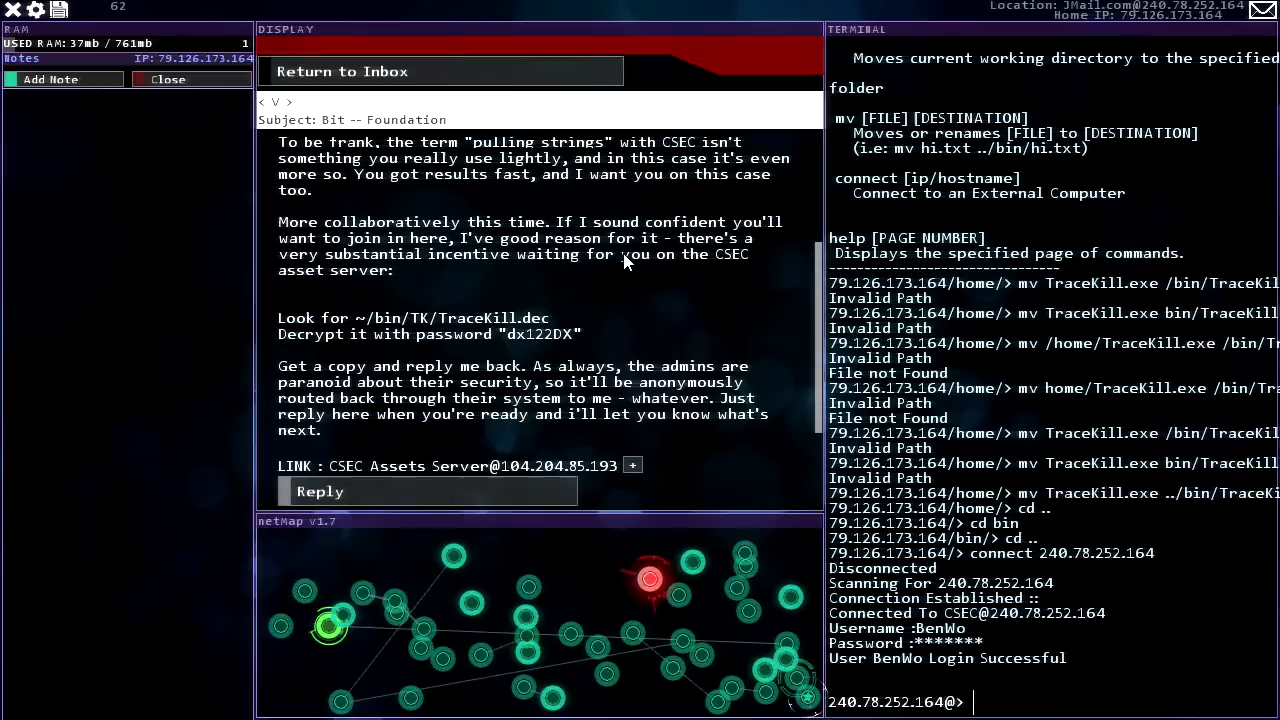 62
Location: JMail.com@240.78.252.164
Home IP: 79.126.173.164
RAM
USED RAM: 37mb / 761mb 1
Notes IP: 79.126.173.164
Add Note Close
DISPLAY
Return to Inbox
< V >
Subject: Bit -- Foundation
To be frank, the term "pulling strings" with CSEC isn't
something you really use lightly, and in this case it's even
more so. You got results fast, and I want you on this case
too.
More collaboratively this time. If I sound confident you'll
want to join in here, I've good reason for it - there's a
very substantial incentive waiting for you on the CSEC
asset server:
Look for ~/bin/TK/TraceKill.dec
Decrypt it with password "dx122DX"
Get a copy and reply me back. As always, the admins are
paranoid about their security, so it'll be anonymously
routed back through their system to me - whatever. Just
reply here when you're ready and i'll let you know what's
next.
LINK : CSEC Assets Server@104.204.85.193 +
Reply
netMap v1.7
TERMINAL
Moves current working directory to the specified
folder
mv [FILE] [DESTINATION]
Moves or renames [FILE] to [DESTINATION]
(i.e: mv hi.txt ../bin/hi.txt)
connect [ip/hostname]
Connect to an External Computer
help [PAGE NUMBER]
Displays the specified page of commands.
---------------------------------
79.126.173.164/home/> mv TraceKill.exe /bin/TraceKil
Invalid Path
79.126.173.164/home/> mv TraceKill.exe bin/TraceKill
Invalid Path
79.126.173.164/home/> mv /home/TraceKill.exe /bin/Tr
Invalid Path
File not Found
79.126.173.164/home/> mv home/TraceKill.exe /bin/Tra
Invalid Path
File not Found
79.126.173.164/home/> mv TraceKill.exe /bin/TraceKil
Invalid Path
79.126.173.164/home/> mv TraceKill.exe bin/TraceKill
Invalid Path
79.126.173.164/home/> mv TraceKill.exe ../bin/TraceKi
79.126.173.164/home/> cd ..
79.126.173.164/> cd bin
79.126.173.164/bin/> cd ..
79.126.173.164/> connect 240.78.252.164
Disconnected
Scanning For 240.78.252.164
Connection Established ::
Connected To CSEC@240.78.252.164
Username :BenWo
Password :*******
User BenWo Login Successful
240.78.252.164@>